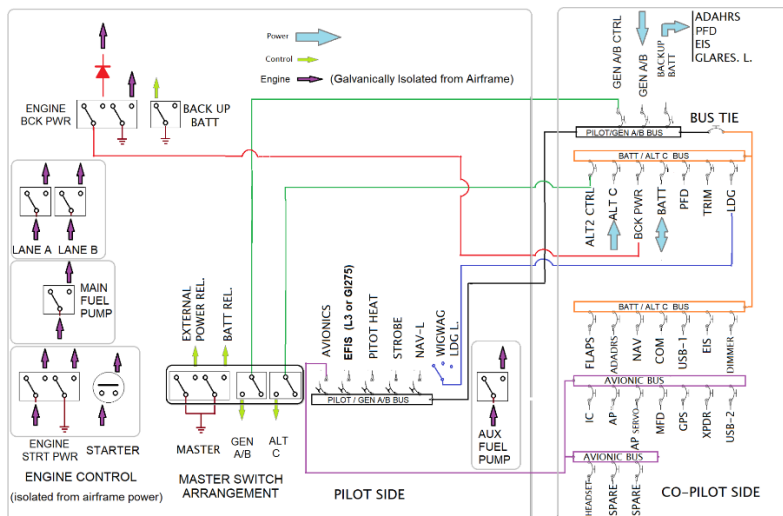 Power
Control
Engine
(Galvanically Isolated from Airframe)
ENGINE
BCK PWR
BACK UP
BATT
LANE A
LANE B
MAIN
FUEL
PUMP
ENGINE
STRT PWR
STARTER
ENGINE CONTROL
(isolated from airframe power)
EXTERNAL
POWER REL.
BATT REL.
MASTER
GEN
A/B
ALT
C
MASTER SWITCH
ARRANGEMENT
AVIONICS
EFIS (L3 or GI275)
PITOT HEAT
STROBE
NAV-L
WIGWAG
LDG L.
PILOT / GEN A/B BUS
AUX
FUEL
PUMP
PILOT SIDE
GEN A/B CTRL
GEN A/B
BACKUP
BATT
ADAHRS
PFD
EIS
GLARES. L.
PILOT/GEN A/B BUS
BUS TIE
BATT / ALT C BUS
ALT2 CTRL
ALT C
BCK PWR
BATT
PFD
TRIM
LDG
BATT / ALT C BUS
FLAPS
ADADRS
NAV
COM
USB-1
EIS
DIMMER
AVIONIC BUS
IC
AP
AP SERVO
MFD
GPS
XPDR
USB-2
AVIONIC BUS
HEADSET
SPARE
SPARE
CO-PILOT SIDE